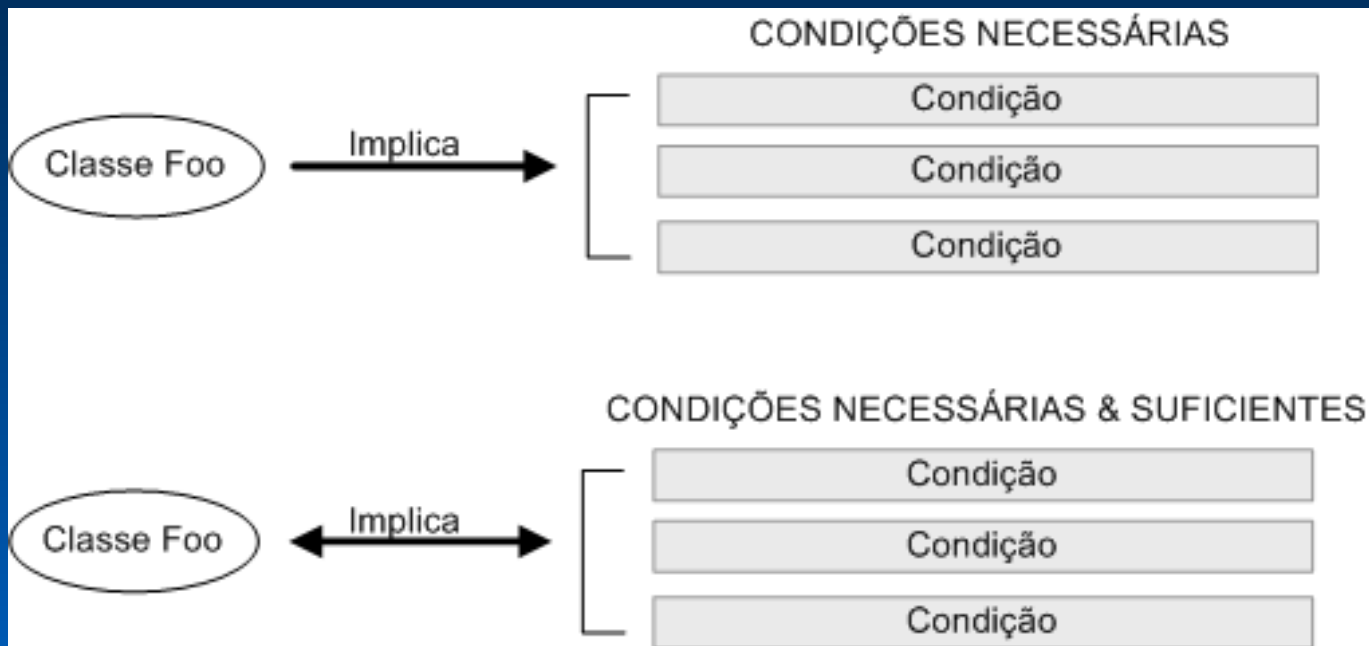 CONDIÇÕES NECESSÁRIAS
Condição
Classe Foo
Implica
Condição
Condição
CONDIÇÕES NECESSÁRIAS & SUFICIENTES
Condição
Classe Foo
Implica
Condição
Condição